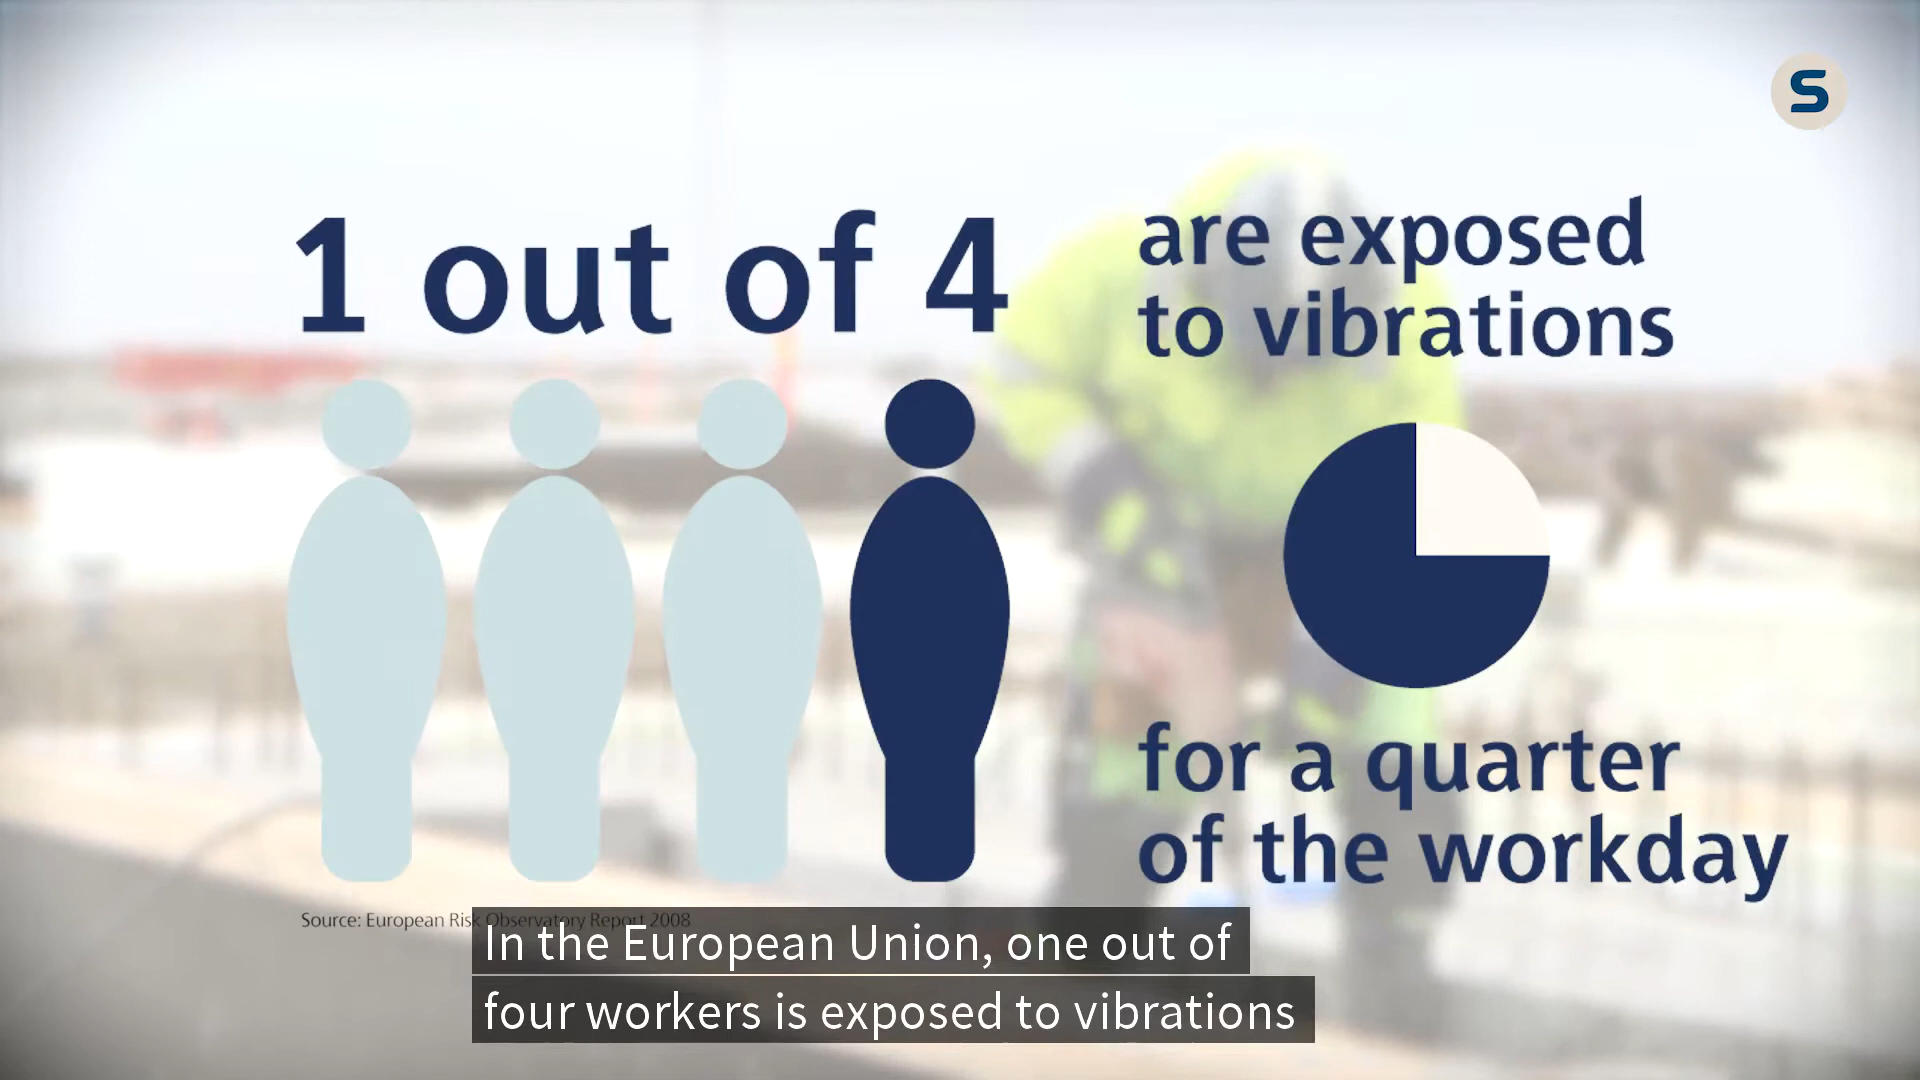 S
1 out of 4
are exposed
to vibrations
for a quarter
of the workday
Source: European Risk Observatory Report 2008
In the European Union, one out of
four workers is exposed to vibrations